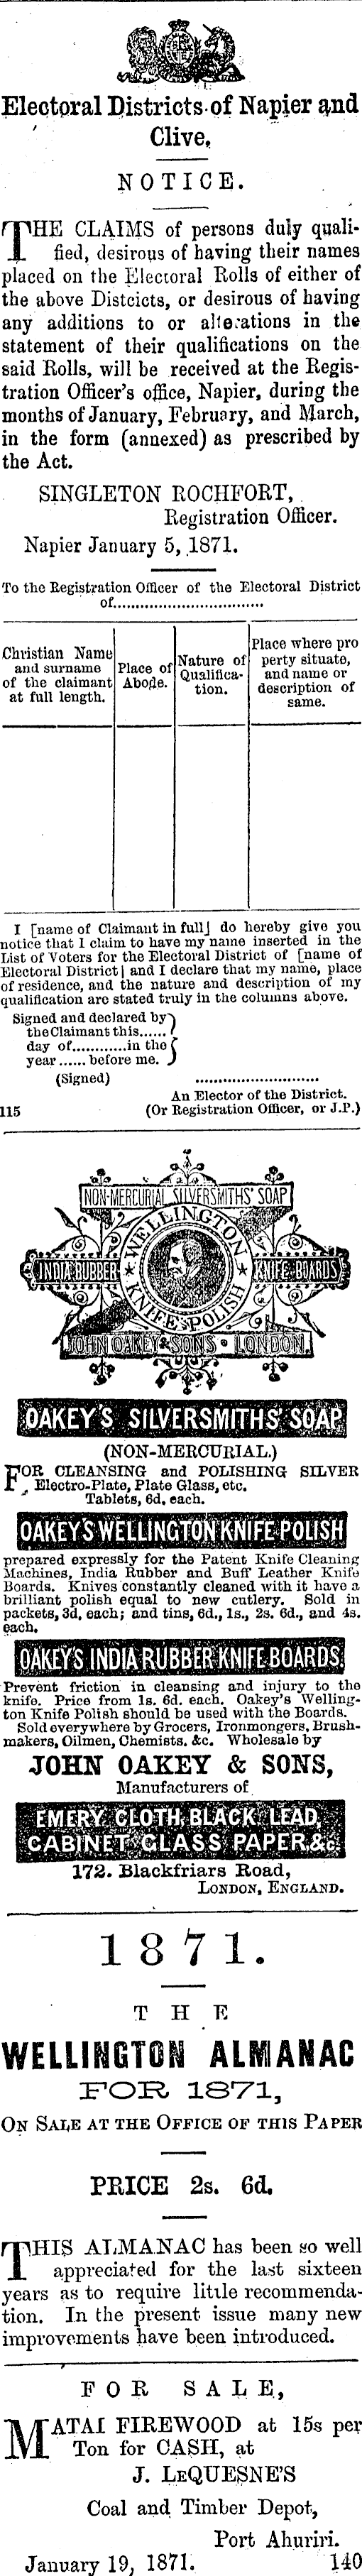 Electoral Districts of Napier and
Clive.
NOTICE.
THE CLAIMS of persons duly quali-
fied, desirous of having their names
placed on the Electoral Rolls of either of
the above Distcicts, or desirous of having
any additions to or alterations in the
statement of their qualifications on the
said Rolls, will be received at the Regis-
tration Officer's office, Napier, during the
months of January, February, and March,
in the form (annexed) as prescribed by
the Act.
SINGLETON ROCHFORT,
Registration Officer.
Napier January 5, 1871.
To the Registration Officer of the Electoral District
of................................
Christian Name
and surname
of the claimant
at full length.
Place of
Abode.
Nature of
Qualifica-
tion.
Place where pro
perty situate,
and name or
description of
same.
I [name of Claimant in full] do hereby give you
notice that I claim to have my name inserted in the
List of Voters for the Electoral District of [name of
Electoral District] and I declare that my name, place
of residence, and the nature and description of my
qualification are stated truly in the columns above.
Signed and declared by
the Claimant this......
day of...........in the
year......before me.
(Signed) ..........................
An Elector of the District.
115 (Or Registration Officer, or J.P.)
NON-MERCURIAL SILVERSMITHS' SOAP
WELLINGTON
INDIA RUBBER
KNIFE BOARDS
KNIFE POLISH
JOHN OAKEY & SONS • LONDON.
OAKEY'S SILVERSMITHS' SOAP
(NON-MERCURIAL.)
FOR CLEANSING and POLISHING SILVER
Electro-Plate, Plate Glass, etc.
Tablets, 6d. each.
OAKEY'S WELLINGTON KNIFE POLISH
prepared expressly for the Patent Knife Cleaning
Machines, India Rubber and Buff Leather Knife
Boards. Knives constantly cleaned with it have a
brilliant polish equal to new cutlery. Sold in
packets, 3d. each; and tins, 6d., 1s., 2s. 6d., and 4s.
each.
OAKEY'S INDIA RUBBER KNIFE BOARDS
Prevent friction in cleansing and injury to the
knife. Price from 1s. 6d. each. Oakey's Welling-
ton Knife Polish should be used with the Boards.
Sold everywhere by Grocers, Ironmongers, Brush-
makers, Oilmen, Chemists, &c. Wholesale by
JOHN OAKEY & SONS,
Manufacturers of
EMERY CLOTH, BLACK LEAD,
CABINET GLASS PAPER &c.
172. Blackfriars Road,
LONDON, ENGLAND.
1871.
THE
WELLINGTON ALMANAC
FOR 1871,
ON SALE AT THE OFFICE OF THIS PAPER
PRICE 2s. 6d.
THIS ALMANAC has been so well
appreciated for the last sixteen
years as to require little recommenda-
tion. In the present issue many new
improvements have been introduced.
FOR SALE,
MATAI FIREWOOD at 15s per
Ton for CASH, at
J. LEQUESNE'S
Coal and Timber Depot,
Port Ahuriri.
January 19, 1871. 140